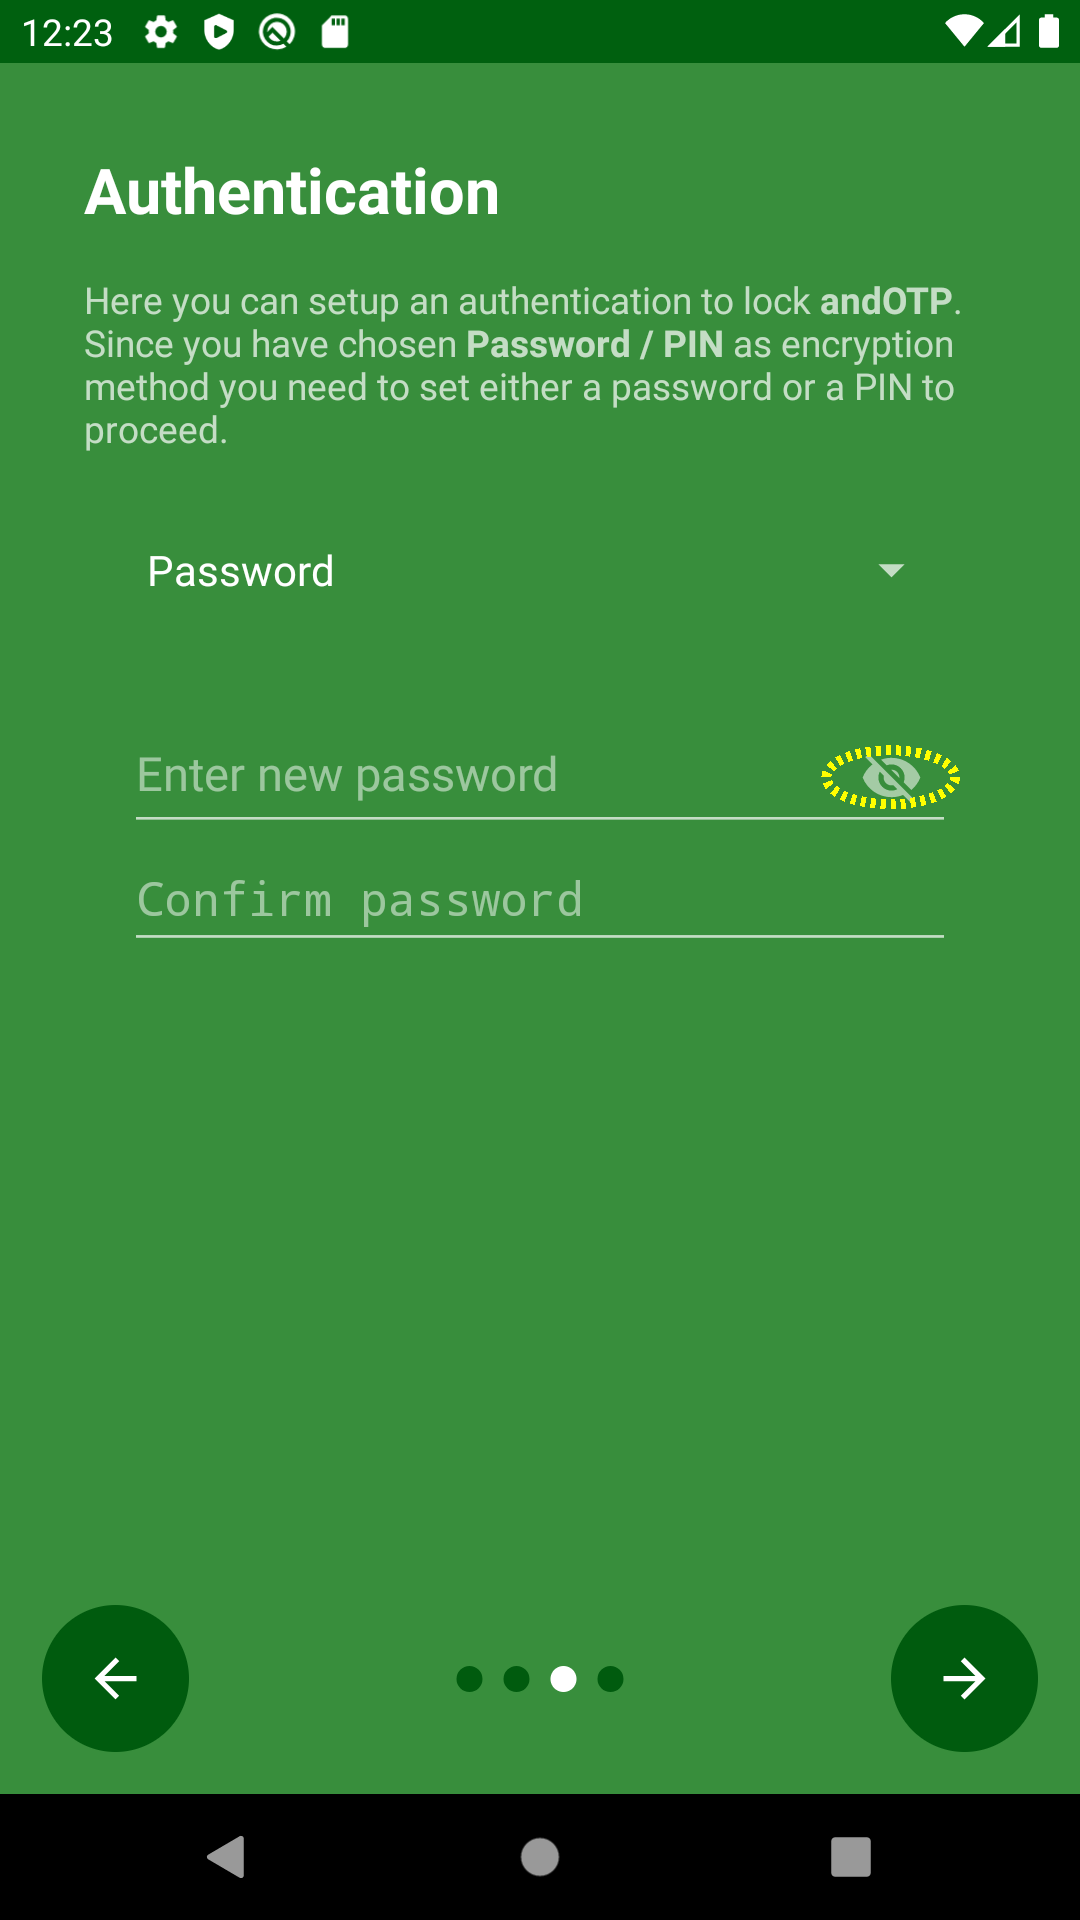 12:23
Authentication
Here you can setup an authentication to lock andOTP.
Since you have chosen Password / PIN as encryption
method you need to set either a password or a PIN to
proceed.
Password
Enter new password
Confirm password